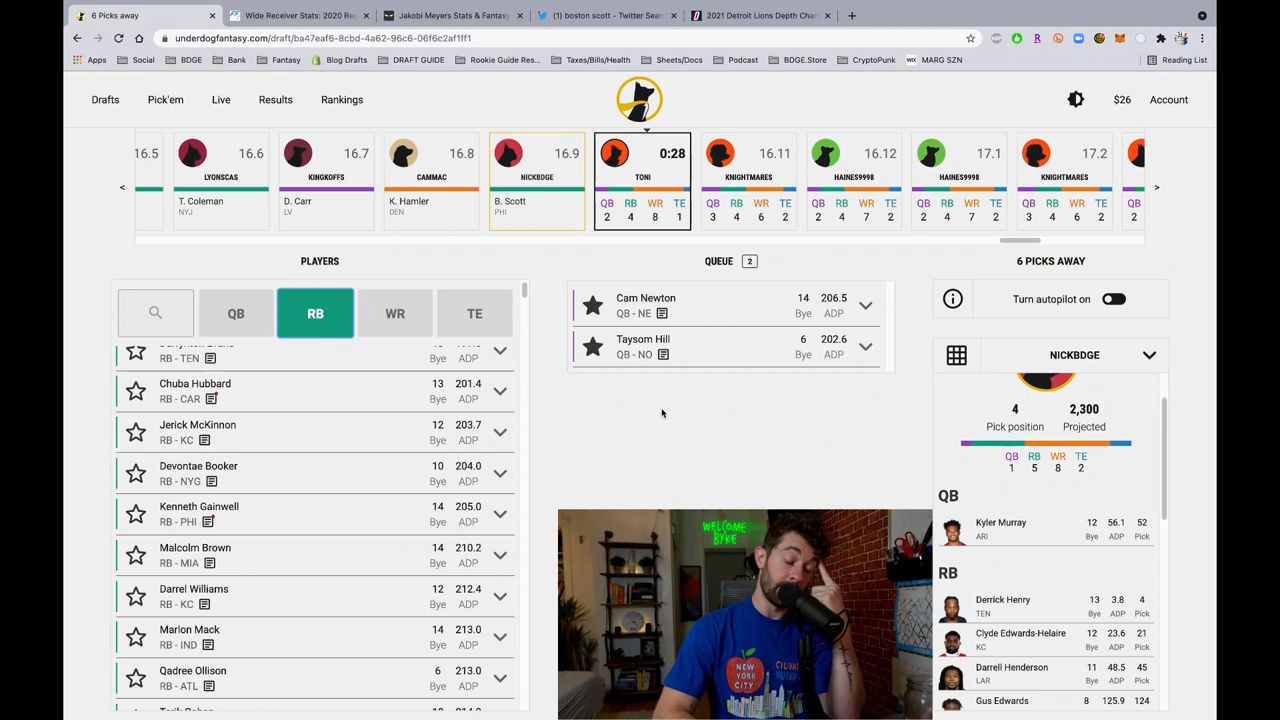 6 Picks away
Wide Receiver Stats: 2020 Reg
Jakobi Meyers Stats & Fantasy
(1) boston scott - Twitter Sear
2021 Detroit Lions Depth Char
underdogfantasy.com/draft/ba47eaf6-8cbd-4a62-96c6-06f6c2af1ff1
Apps Social BDGE Bank Fantasy Blog Drafts DRAFT GUIDE Rookie Guide Res... Taxes/Bills/Health Sheets/Docs Podcast BDGE.Store CryptoPunk WIX MARG SZN Reading List
Drafts Pick'em Live Results Rankings $26 Account
16.5 16.6 16.7 16.8 16.9 0:28 16.11 16.12 17.1 17.2
LYONSCAS KINGKOFFS CAMMAC NICKBDGE TONI KNIGHTMARES HAINES9998 HAINES9998 KNIGHTMARES
T. Coleman D. Carr K. Hamler B. Scott QB RB WR TE QB RB WR TE QB RB WR TE QB RB WR TE QB RB WR TE QB
NYJ LV DEN PHI 2 4 8 1 3 4 6 2 2 4 7 2 2 4 7 2 3 4 6 2 2
< >
PLAYERS QUEUE 2 6 PICKS AWAY
QB RB WR TE
RB - TEN Bye ADP
Chuba Hubbard 13 201.4
RB - CAR Bye ADP
Jerick McKinnon 12 203.7
RB - KC Bye ADP
Devontae Booker 10 204.0
RB - NYG Bye ADP
Kenneth Gainwell 14 205.0
RB - PHI Bye ADP
Malcolm Brown 14 210.2
RB - MIA Bye ADP
Darrel Williams 12 212.4
RB - KC Bye ADP
Marlon Mack 14 213.0
RB - IND Bye ADP
Qadree Ollison 6 213.0
RB - ATL Bye ADP
Cam Newton 14 206.5
QB - NE Bye ADP
Taysom Hill 6 202.6
QB - NO Bye ADP
Turn autopilot on
NICKBDGE
4 2,300
Pick position Projected
QB RB WR TE
1 5 8 2
QB
Kyler Murray 12 56.1 52
ARI Bye ADP Pick
RB
Derrick Henry 13 3.8 4
TEN Bye ADP Pick
Clyde Edwards-Helaire 12 23.6 21
KC Bye ADP Pick
Darrell Henderson 11 48.5 45
LAR Bye ADP Pick
Gus Edwards 8 125.9 124
WELCOME
BYKE
NEW
YORK
CITY
CIUDAD